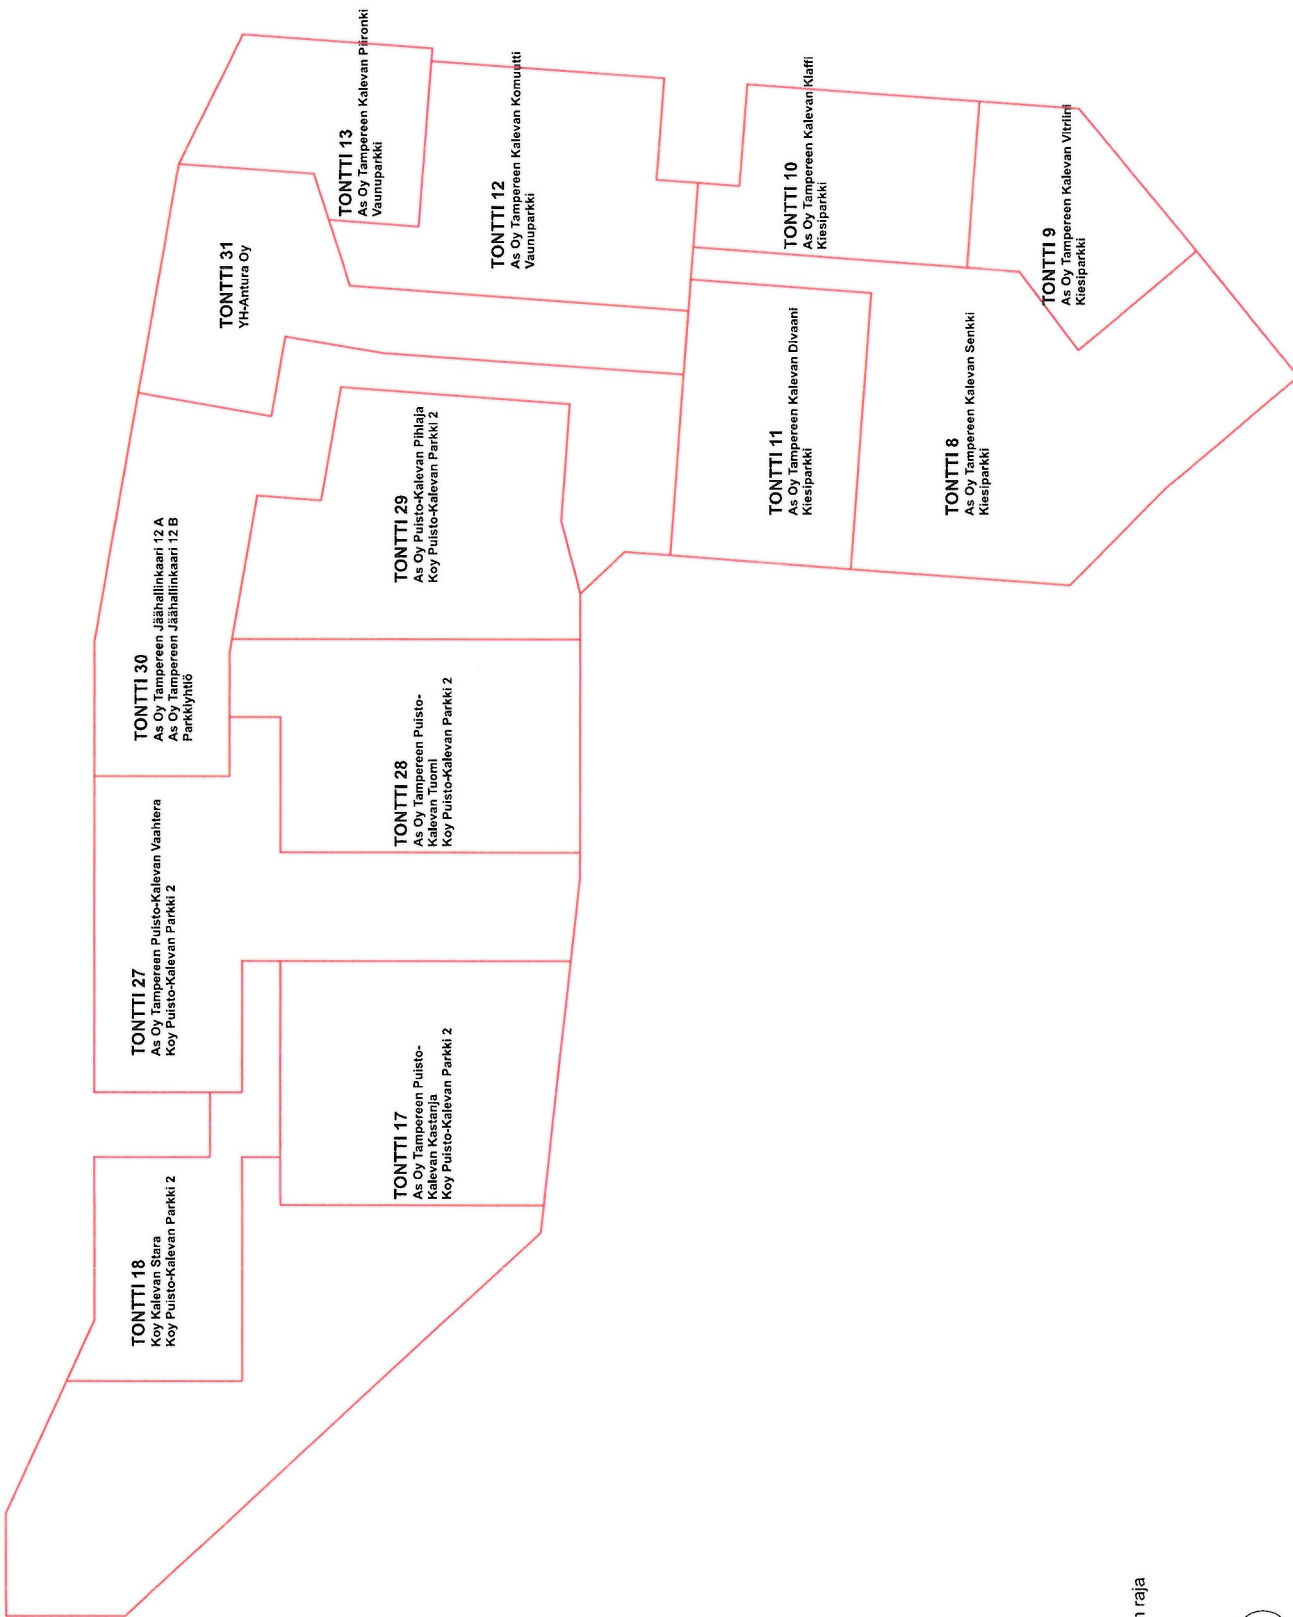 TONTTI 18
Koy Kalevan Stara
Koy Puisto-Kalevan Parkki 2
TONTTI 27
As Oy Tampereen Puisto-Kalevan Vaahtera
Koy Puisto-Kalevan Parkki 2
TONTTI 30
As Oy Tampereen Jäähallinkaari 12 A
As Oy Tampereen Jäähallinkaari 12 B
Parkkiyhtiö
TONTTI 31
YH-Antura Oy
TONTTI 13
As Oy Tampereen Kalevan Piironki
Vaunuparkki
TONTTI 17
As Oy Tampereen Puisto-
Kalevan Kastanja
Koy Puisto-Kalevan Parkki 2
TONTTI 28
As Oy Tampereen Puisto-
Kalevan Tuomi
Koy Puisto-Kalevan Parkki 2
TONTTI 29
As Oy Puisto-Kalevan Pihlaja
Koy Puisto-Kalevan Parkki 2
TONTTI 12
As Oy Tampereen Kalevan Komuutti
Vaunuparkki
TONTTI 11
As Oy Tampereen Kalevan Divaani
Kiesiparkki
TONTTI 10
As Oy Tampereen Kalevan Klaffi
Kiesiparkki
TONTTI 8
As Oy Tampereen Kalevan Senkki
Kiesiparkki
TONTTI 9
As Oy Tampereen Kalevan Vitriini
Kiesiparkki
raja